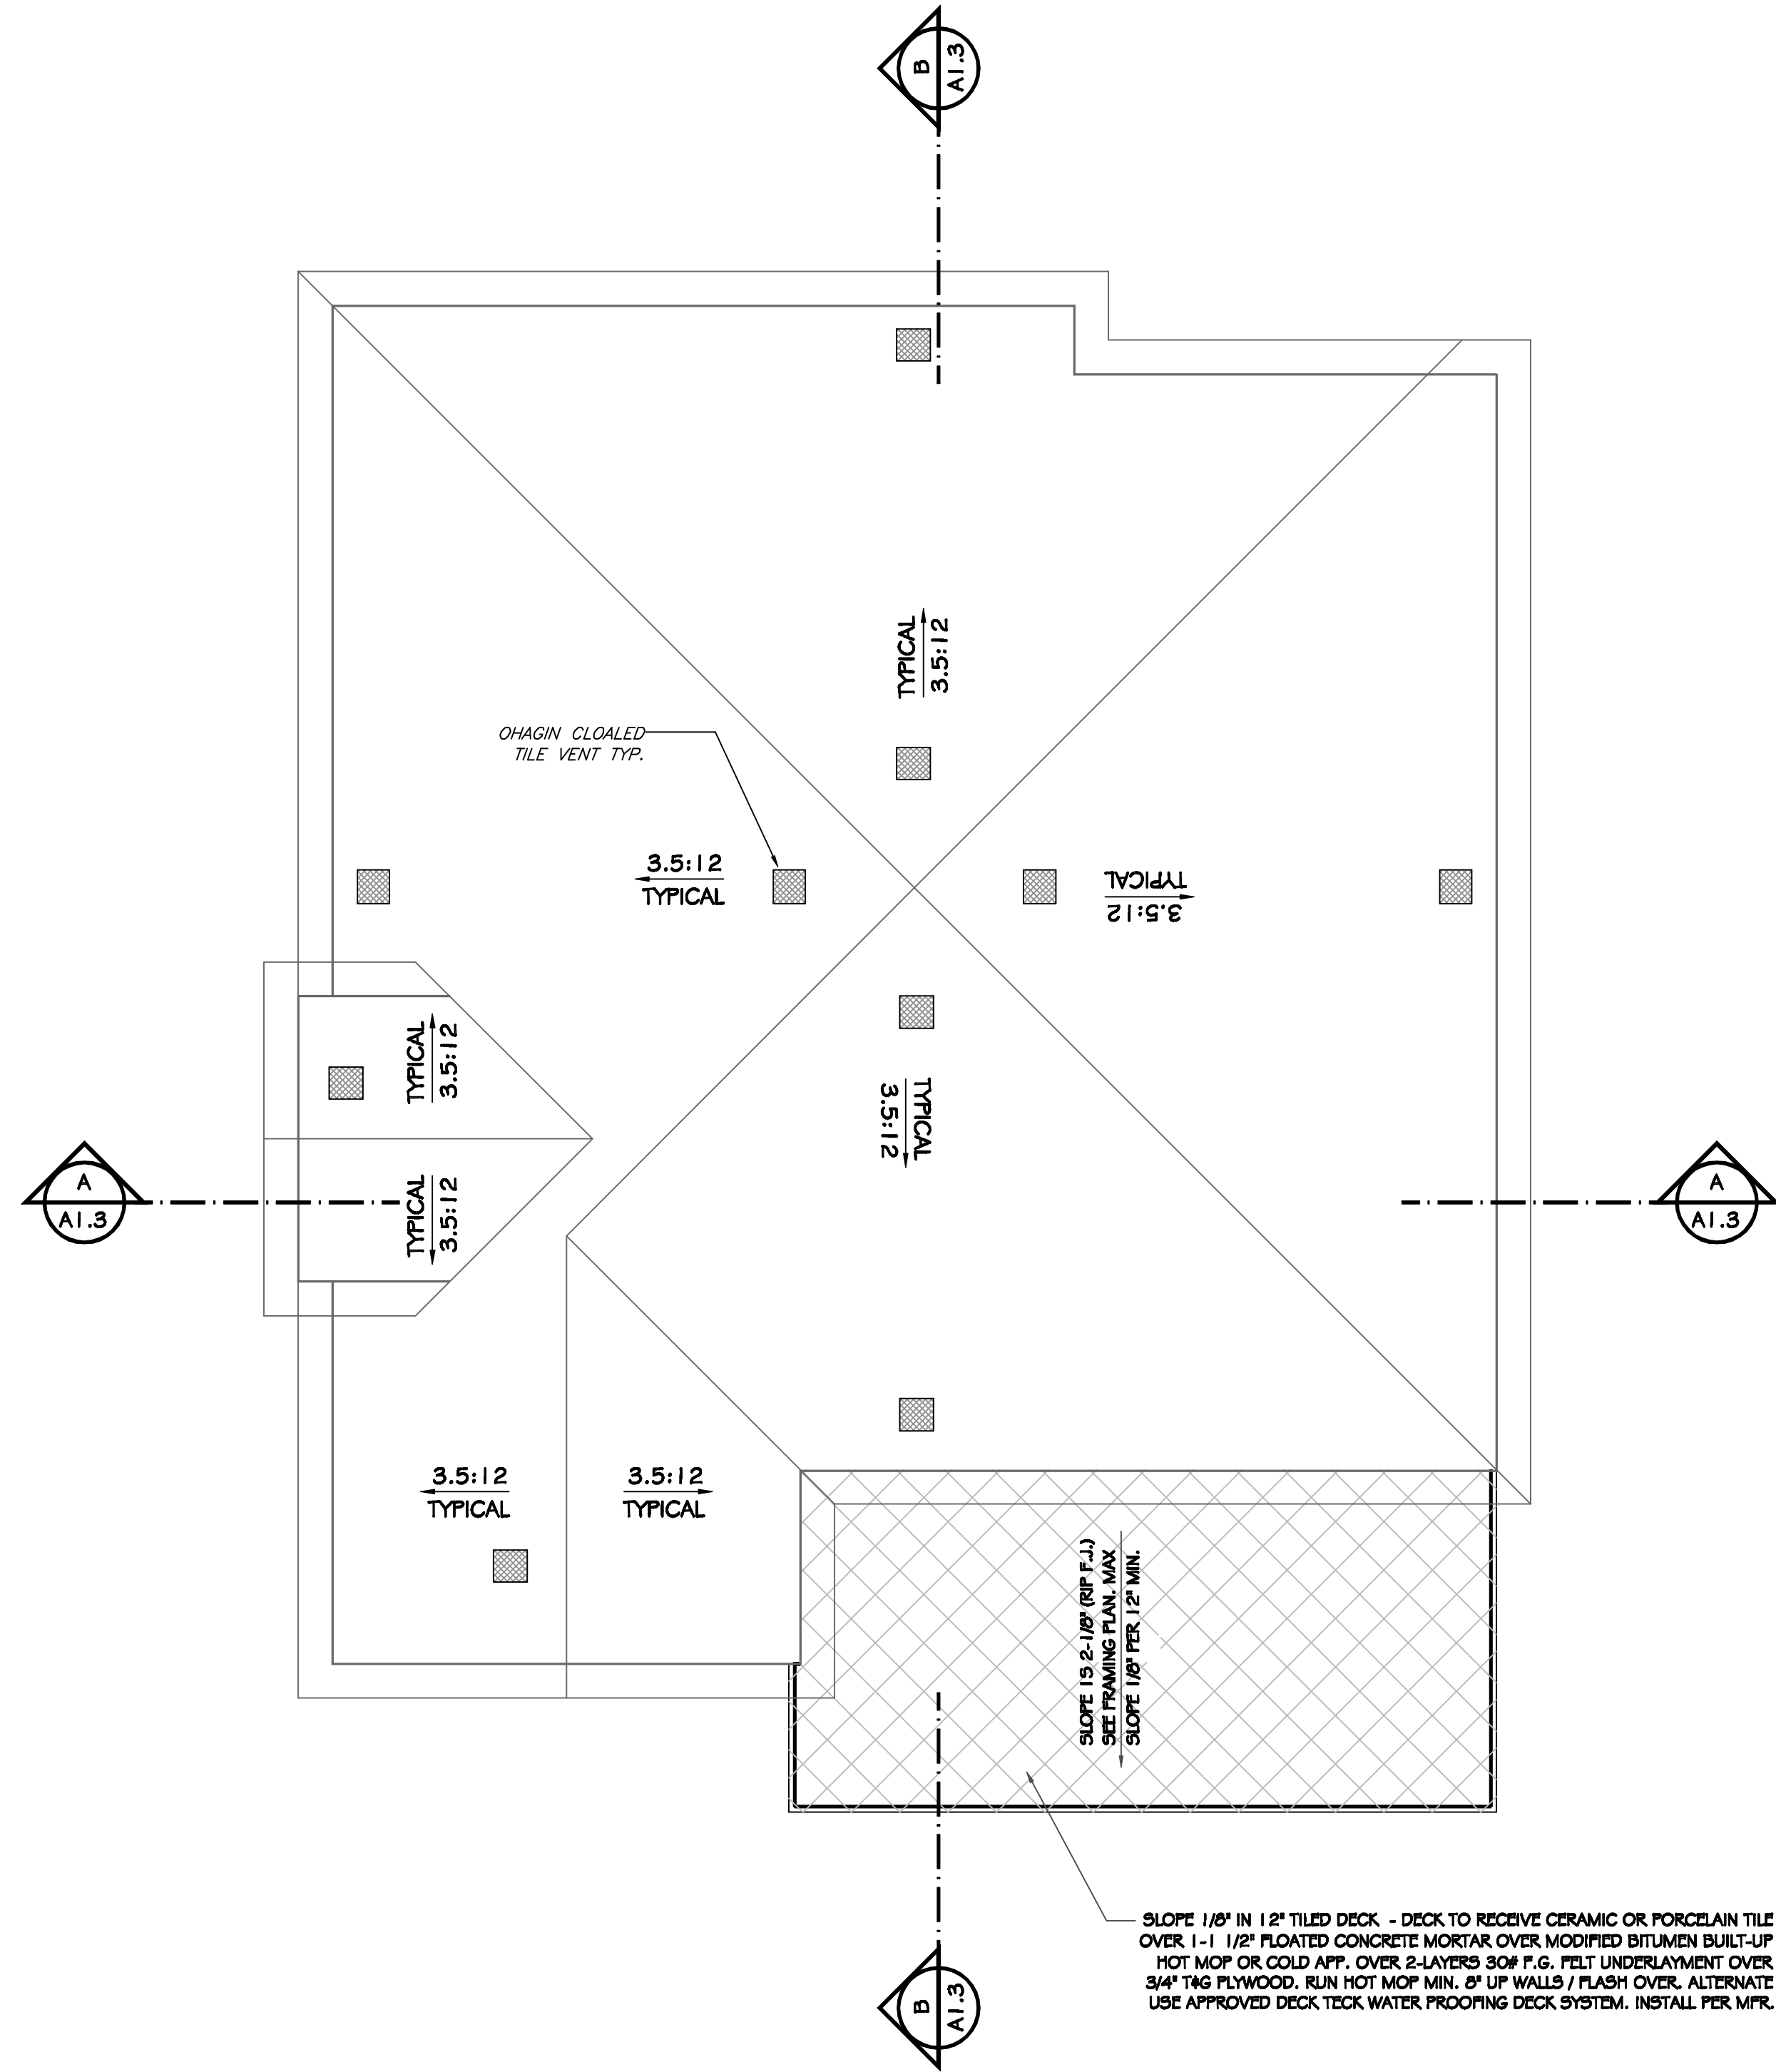 B
A1.3
TYPICAL
3.5:12
OHAGIN CLOALED
TILE VENT TYP.
3.5:12
TYPICAL
TYPICAL
3.5:12
TYPICAL
3.5:12
TYPICAL
3.5:12
TYPICAL
3.5:12
A
A1.3
A
A1.3
3.5:12
TYPICAL
3.5:12
TYPICAL
SLOPE IS 2-1/8" (RIP F.J.)
SEE FRAMING PLAN. MAX
SLOPE 1/8" PER 12" MIN.
SLOPE 1/8" IN 12" TILED DECK - DECK TO RECEIVE CERAMIC OR PORCELAIN TILE
OVER 1-1 1/2" FLOATED CONCRETE MORTAR OVER MODIFIED BITUMEN BUILT-UP
HOT MOP OR COLD APP. OVER 2-LAYERS 30# F.G. FELT UNDERLAYMENT OVER
3/4" T&G PLYWOOD. RUN HOT MOP MIN. 8" UP WALLS / FLASH OVER. ALTERNATE
USE APPROVED DECK TECK WATER PROOFING DECK SYSTEM. INSTALL PER MFR.
B
A1.3